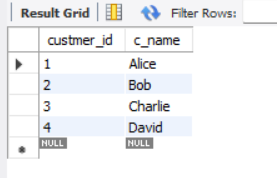 Result Grid Filter Rows:
custmer_id c_name
1 Alice
2 Bob
3 Charlie
4 David
NULL NULL